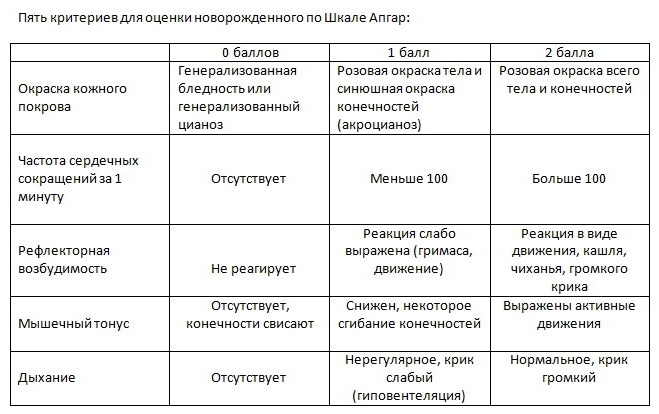 Пять критериев для оценки новорожденного по Шкале Апгар:
0 баллов 1 балл 2 балла
Окраска кожного
покрова
Генерализованная
бледность или
генерализованный
цианоз
Розовая окраска тела и
синюшная окраска
конечностей
(акроцианоз)
Розовая окраска всего
тела и конечностей
Частота сердечных
сокращений за 1
минуту
Отсутствует
Меньше 100
Больше 100
Рефлекторная
возбудимость
Не реагирует
Реакция слабо
выражена (гримаса,
движение)
Реакция в виде
движения, кашля,
чиханья, громкого
крика
Мышечный тонус
Отсутствует,
конечности свисают
Снижен, некоторое
сгибание конечностей
Выражены активные
движения
Дыхание
Отсутствует
Нерегулярное, крик
слабый
(гиповентеляция)
Нормальное, крик
громкий